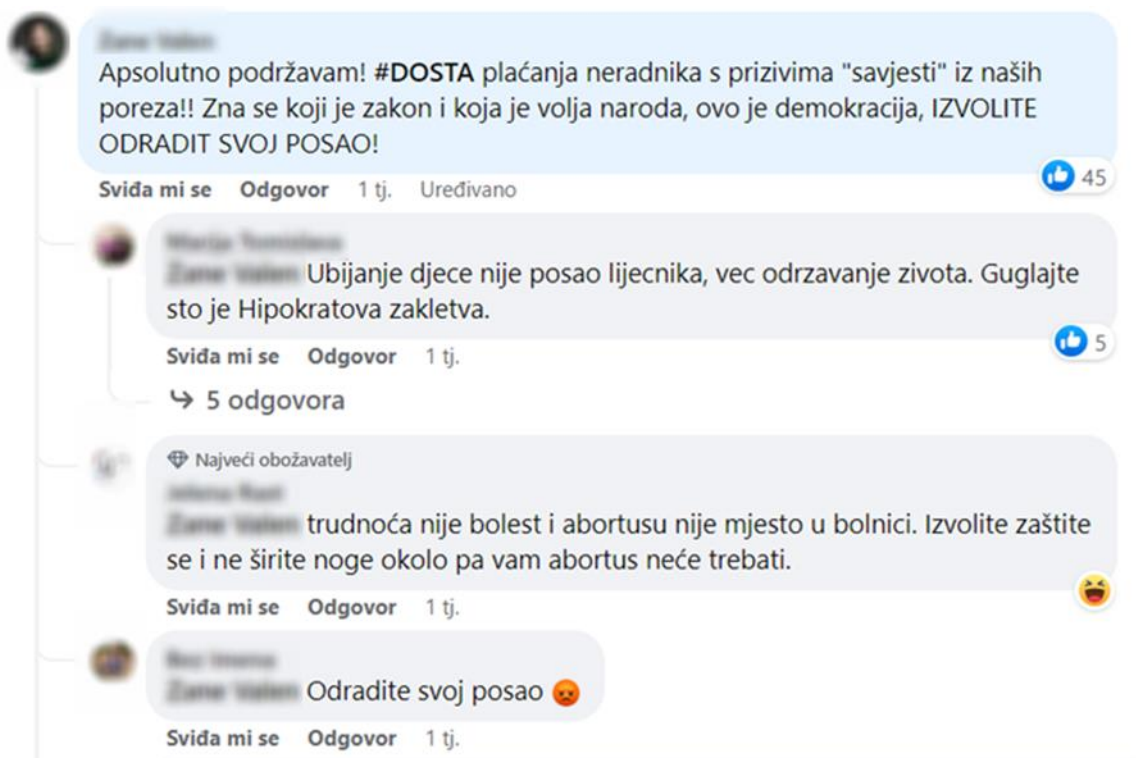 Apsolutno podržavam! #DOSTA plaćanja neradnika s prizivima "savjesti" iz naših
poreza!! Zna se koji je zakon i koja je volja naroda, ovo je demokracija, IZVOLITE
ODRADIT SVOJ POSAO!
45
Sviđa mi se Odgovor 1 tj. Uređivano
Ubijanje djece nije posao lijecnika, vec odrzavanje zivota. Guglajte
sto je Hipokratova zakletva.
5
Sviđa mi se Odgovor 1 tj.
5 odgovora
Najveći obožavatelj
trudnoća nije bolest i abortusu nije mjesto u bolnici. Izvolite zaštite
se i ne širite noge okolo pa vam abortus neće trebati.
Sviđa mi se Odgovor 1 tj.
Odradite svoj posao 😡
Sviđa mi se Odgovor 1 tj.